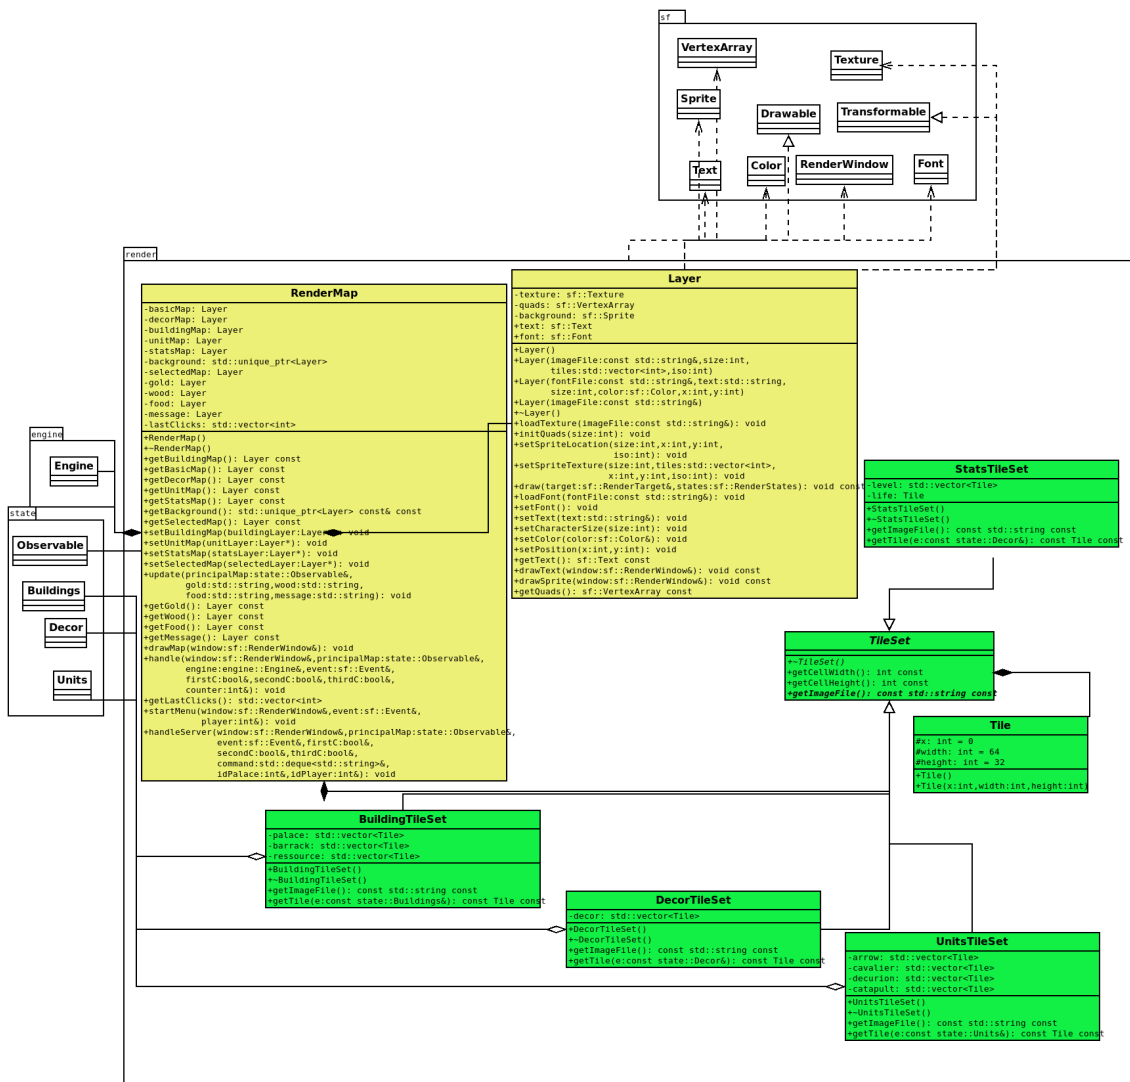 sf
VertexArray
Texture
Sprite
Drawable
Transformable
Text
Color
RenderWindow
Font
render
RenderMap
-basicMap: Layer
-decorMap: Layer
-buildingMap: Layer
-unitMap: Layer
-statsMap: Layer
-background: std::unique_ptr<Layer>
-selectedMap: Layer
-gold: Layer
-wood: Layer
-food: Layer
-message: Layer
-lastClicks: std::vector<int>
+RenderMap()
+~RenderMap()
+getBuildingMap(): Layer const
+getBasicMap(): Layer const
+getDecorMap(): Layer const
+getUnitMap(): Layer const
+getStatsMap(): Layer const
+getBackground(): std::unique_ptr<Layer> const& const
+getSelectedMap(): Layer const
+setBuildingMap(buildingLayer:Layer*): void
+setUnitMap(unitLayer:Layer*): void
+setStatsMap(statsLayer:Layer*): void
+setSelectedMap(selectedLayer:Layer*): void
+update(principalMap:state::Observable&,
gold:std::string,wood:std::string,
food:std::string,message:std::string): void
+getGold(): Layer const
+getWood(): Layer const
+getFood(): Layer const
+getMessage(): Layer const
+drawMap(window:sf::RenderWindow&): void
+handle(window:sf::RenderWindow&,principalMap:state::Observable&,
engine:engine::Engine&,event:sf::Event&,
firstC:bool&,secondC:bool&,thirdC:bool&,
counter:int&): void
+getLastClicks(): std::vector<int>
+startMenu(window:sf::RenderWindow&,event:sf::Event&,
player:int&): void
+handleServer(window:sf::RenderWindow&,principalMap:state::Observable&,
event:sf::Event&,firstC:bool&,
secondC:bool&,thirdC:bool&,
command:std::deque<std::string>&,
idPalace:int&,idPlayer:int&): void
Layer
-texture: sf::Texture
-quads: sf::VertexArray
-background: sf::Sprite
+text: sf::Text
+font: sf::Font
+Layer()
+Layer(imageFile:const std::string&,size:int,
tiles:std::vector<int>,iso:int)
+Layer(fontFile:const std::string&,text:std::string,
size:int,color:sf::Color,x:int,y:int)
+Layer(imageFile:const std::string&)
+~Layer()
+loadTexture(imageFile:const std::string&): void
+initQuads(size:int): void
+setSpriteLocation(size:int,x:int,y:int,
iso:int): void
+setSpriteTexture(size:int,tiles:std::vector<int>,
x:int,y:int,iso:int): void
+draw(target:sf::RenderTarget&,states:sf::RenderStates): void const
+loadFont(fontFile:const std::string&): void
+setFont(): void
+setText(text:std::string&): void
+setCharacterSize(size:int): void
+setColor(color:sf::Color&): void
+setPosition(x:int,y:int): void
+getText(): sf::Text const
+drawText(window:sf::RenderWindow&): void const
+drawSprite(window:sf::RenderWindow&): void const
+getQuads(): sf::VertexArray const
engine
Engine
state
Observable
Buildings
Decor
Units
StatsTileSet
-level: std::vector<Tile>
-life: Tile
+StatsTileSet()
+~StatsTileSet()
+getImageFile(): const std::string const
+getTile(e:const state::Decor&): const Tile const
TileSet
+~TileSet()
+getCellWidth(): int const
+getCellHeight(): int const
+getImageFile(): const std::string const
Tile
#x: int = 0
#width: int = 64
#height: int = 32
+Tile()
+Tile(x:int,width:int,height:int)
BuildingTileSet
-palace: std::vector<Tile>
-barrack: std::vector<Tile>
-ressource: std::vector<Tile>
+BuildingTileSet()
+~BuildingTileSet()
+getImageFile(): const std::string const
+getTile(e:const state::Buildings&): const Tile const
DecorTileSet
-decor: std::vector<Tile>
+DecorTileSet()
+~DecorTileSet()
+getImageFile(): const std::string const
+getTile(e:const state::Decor&): const Tile const
UnitsTileSet
-arrow: std::vector<Tile>
-cavalier: std::vector<Tile>
-decurion: std::vector<Tile>
-catapult: std::vector<Tile>
+UnitsTileSet()
+~UnitsTileSet()
+getImageFile(): const std::string const
+getTile(e:const state::Units&): const Tile const